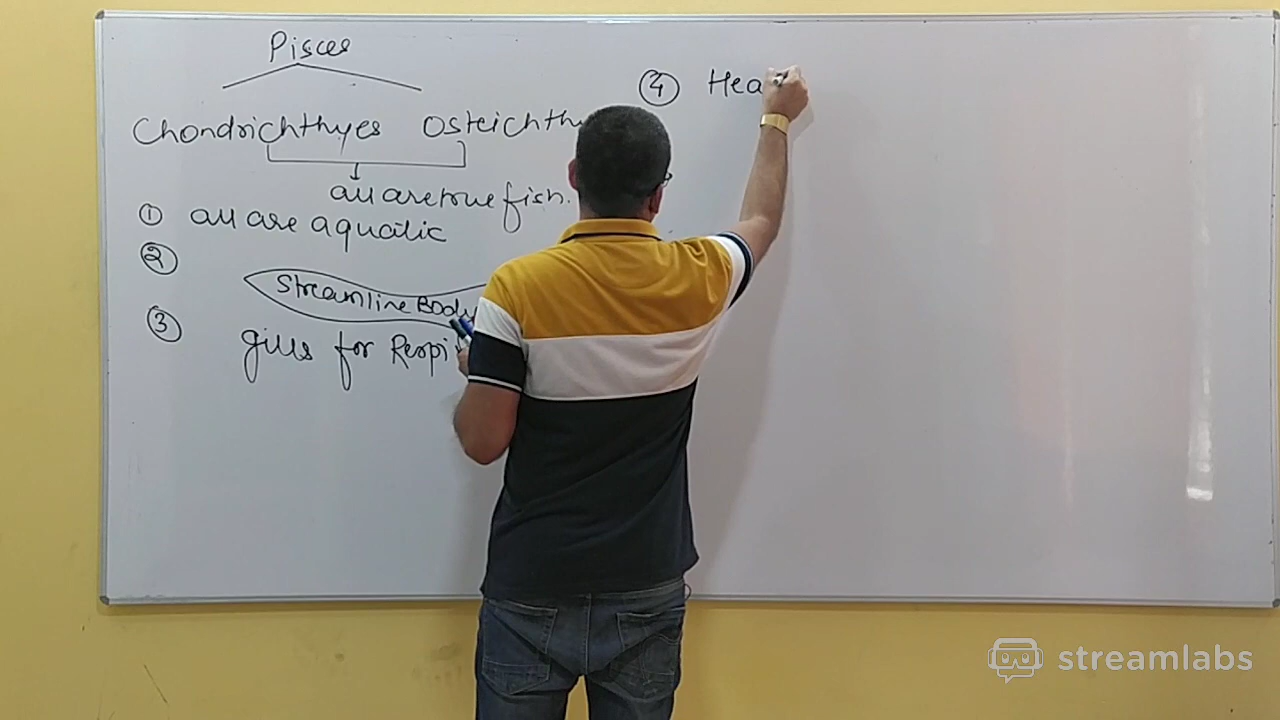 Pisces
Chondrichthyes Osteichthy
all are true fish.
① all are aquatic
②
Streamline Body
③
gills for Respi
④ Hea
streamlabs